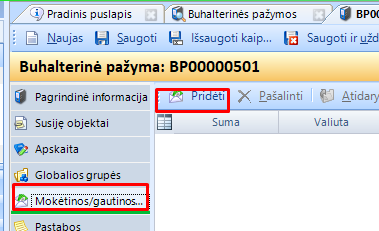 Pradinis puslapis
Buhalterinės pažymos
BP00
Naujas
Saugoti
Išsaugoti kaip...
Saugoti ir užd
Buhalterinė pažyma: BP00000501
Pagrindinė informacija
Pridėti
Pašalinti
Atidary
Susiję objektai
Suma
Valiuta
Apskaita
Globalios grupės
Mokėtinos/gautinos...
Pastabos